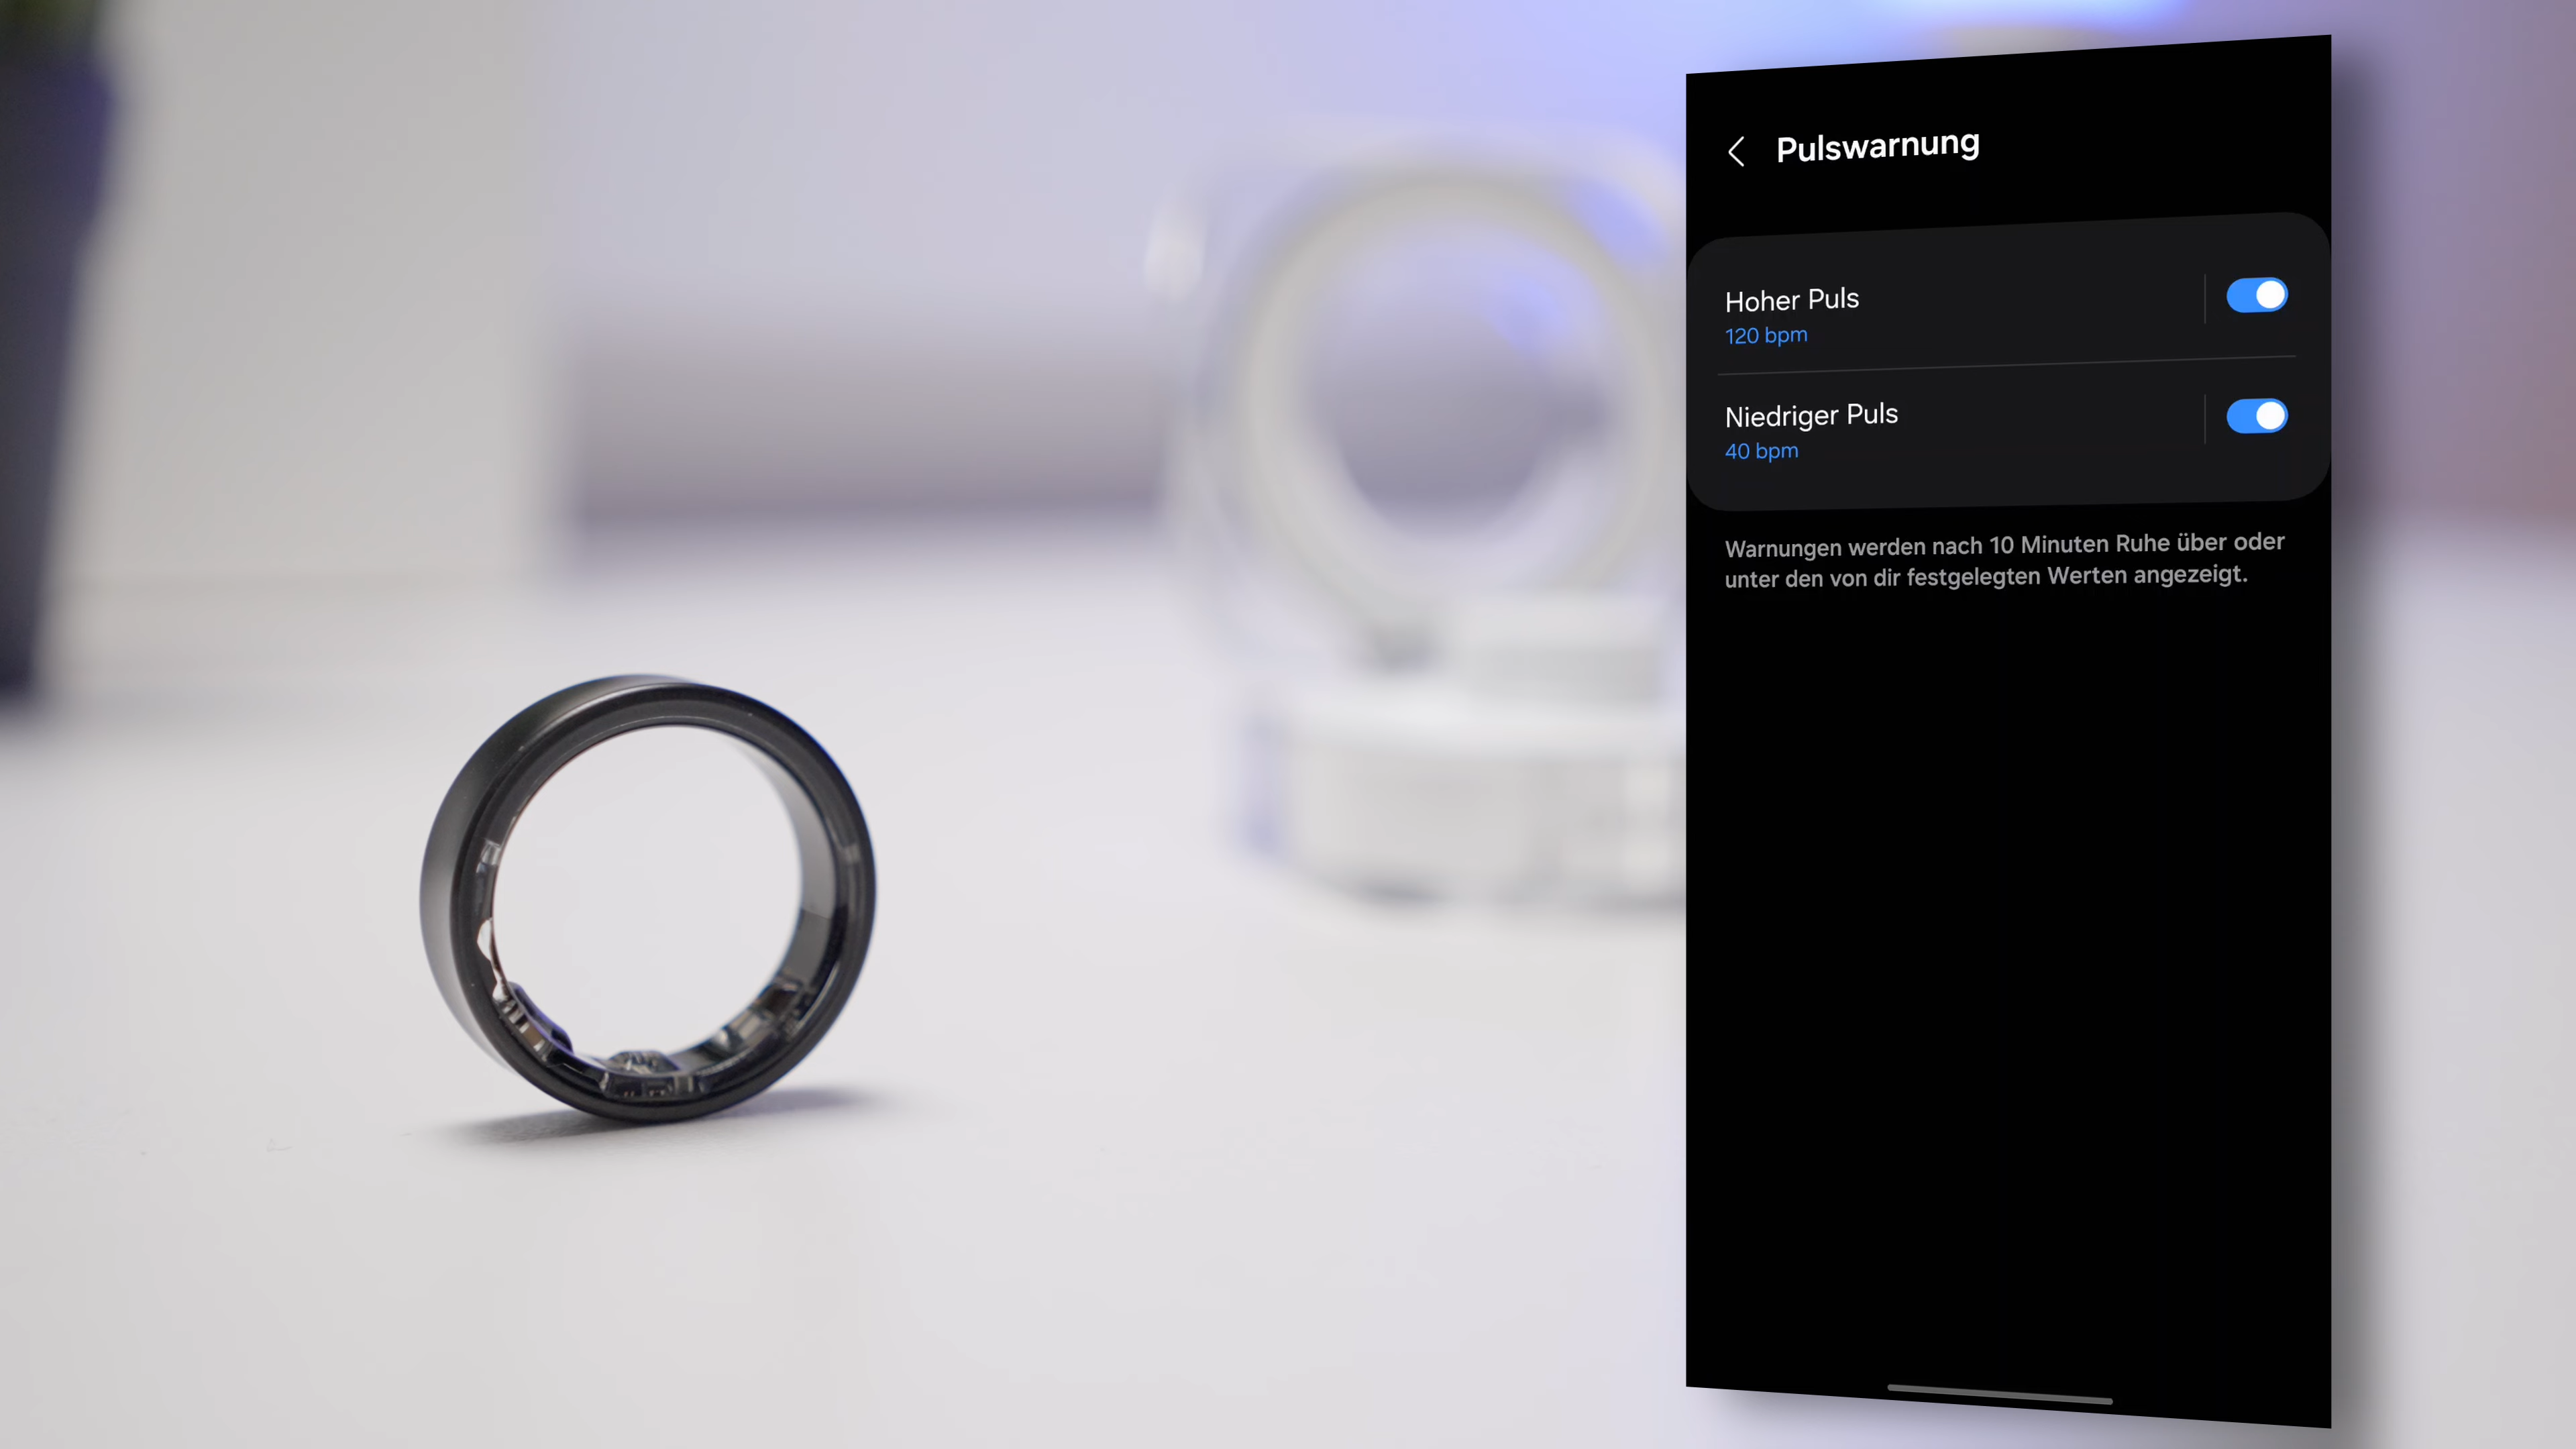 Pulswarnung
Hoher Puls
120 bpm
Niedriger Puls
40 bpm
Warnungen werden nach 10 Minuten Ruhe über oder
unter den von dir festgelegten Werten angezeigt.